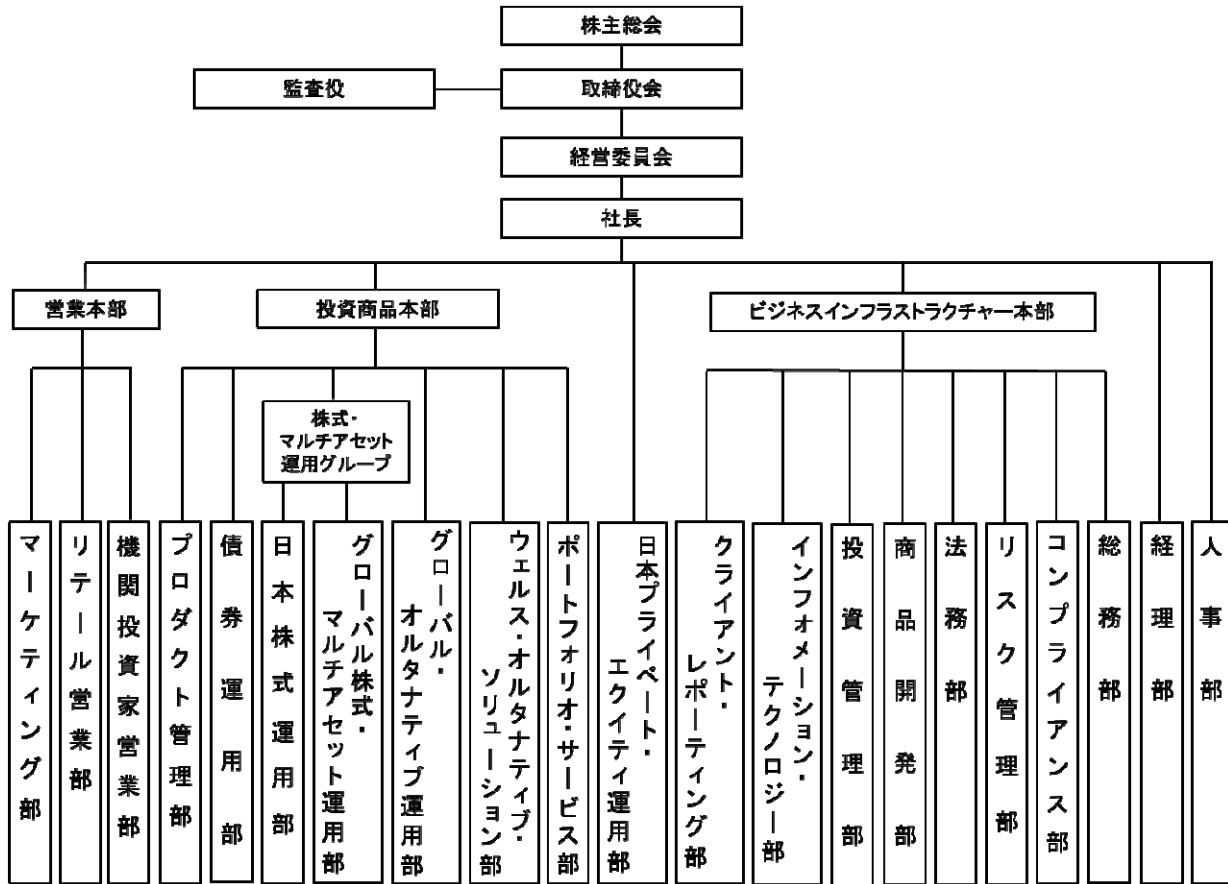 株主総会
監査役
取締役会
経営委員会
社長
営業本部
投資商品本部
ビジネスインフラストラクチャー本部
株式・
マルチアセット
運用グループ
マーケティング部
リテール営業部
機関投資家営業部
プロダクト管理部
債券運用部
日本株式運用部
グローバル株式・
マルチアセット運用部
グローバル・
オルタナティブ運用部
ウェルス・オルタナティブ・
ソリューション部
ポートフォリオ・サービス部
日本プライベート・
エクイティ運用部
クライアント・
レポーティング部
インフォメーション・
テクノロジー部
投資管理部
商品開発部
法務部
リスク管理部
コンプライアンス部
総務部
経理部
人事部